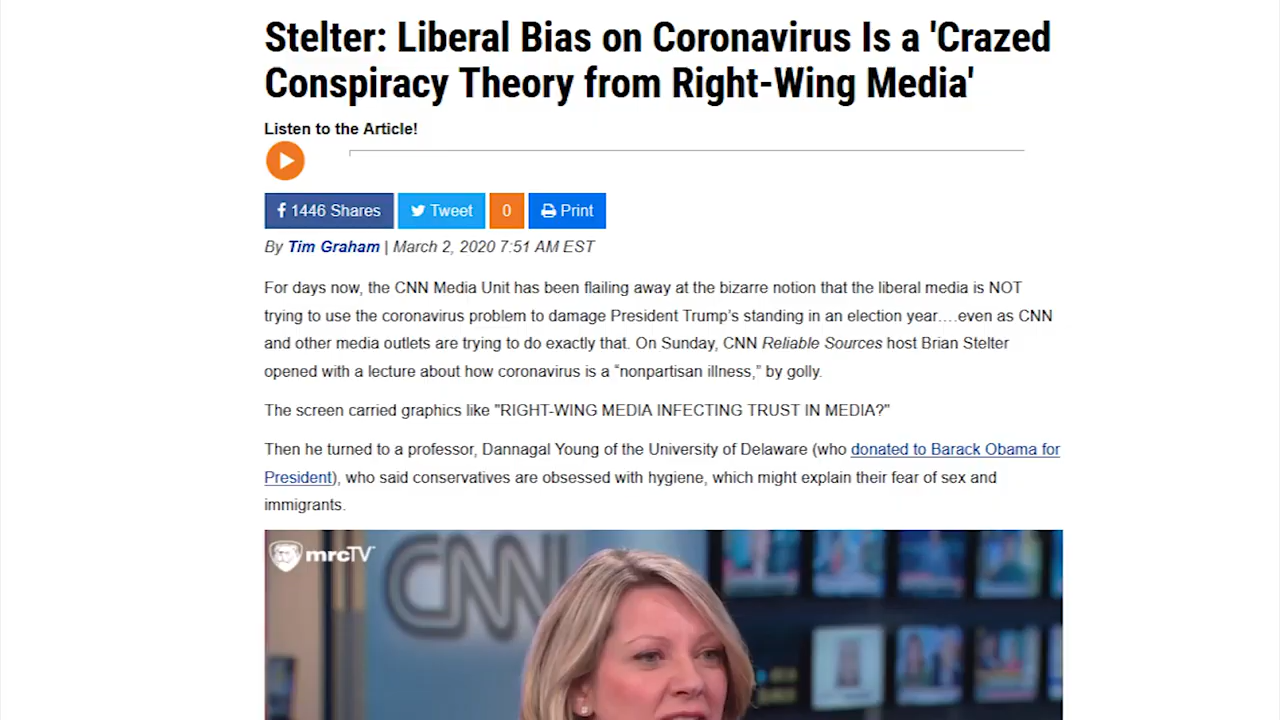 Stelter: Liberal Bias on Coronavirus Is a 'Crazed
Conspiracy Theory from Right-Wing Media'
Listen to the Article!
1446 Shares
Tweet
0
Print
By Tim Graham | March 2, 2020 7:51 AM EST
For days now, the CNN Media Unit has been flailing away at the bizarre notion that the liberal media is NOT
trying to use the coronavirus problem to damage President Trump's standing in an election year….even as CNN
and other media outlets are trying to do exactly that. On Sunday, CNN Reliable Sources host Brian Stelter
opened with a lecture about how coronavirus is a “nonpartisan illness,” by golly.
The screen carried graphics like "RIGHT-WING MEDIA INFECTING TRUST IN MEDIA?"
Then he turned to a professor, Dannagal Young of the University of Delaware (who donated to Barack Obama for
President), who said conservatives are obsessed with hygiene, which might explain their fear of sex and
immigrants.
mrcTV
CNN